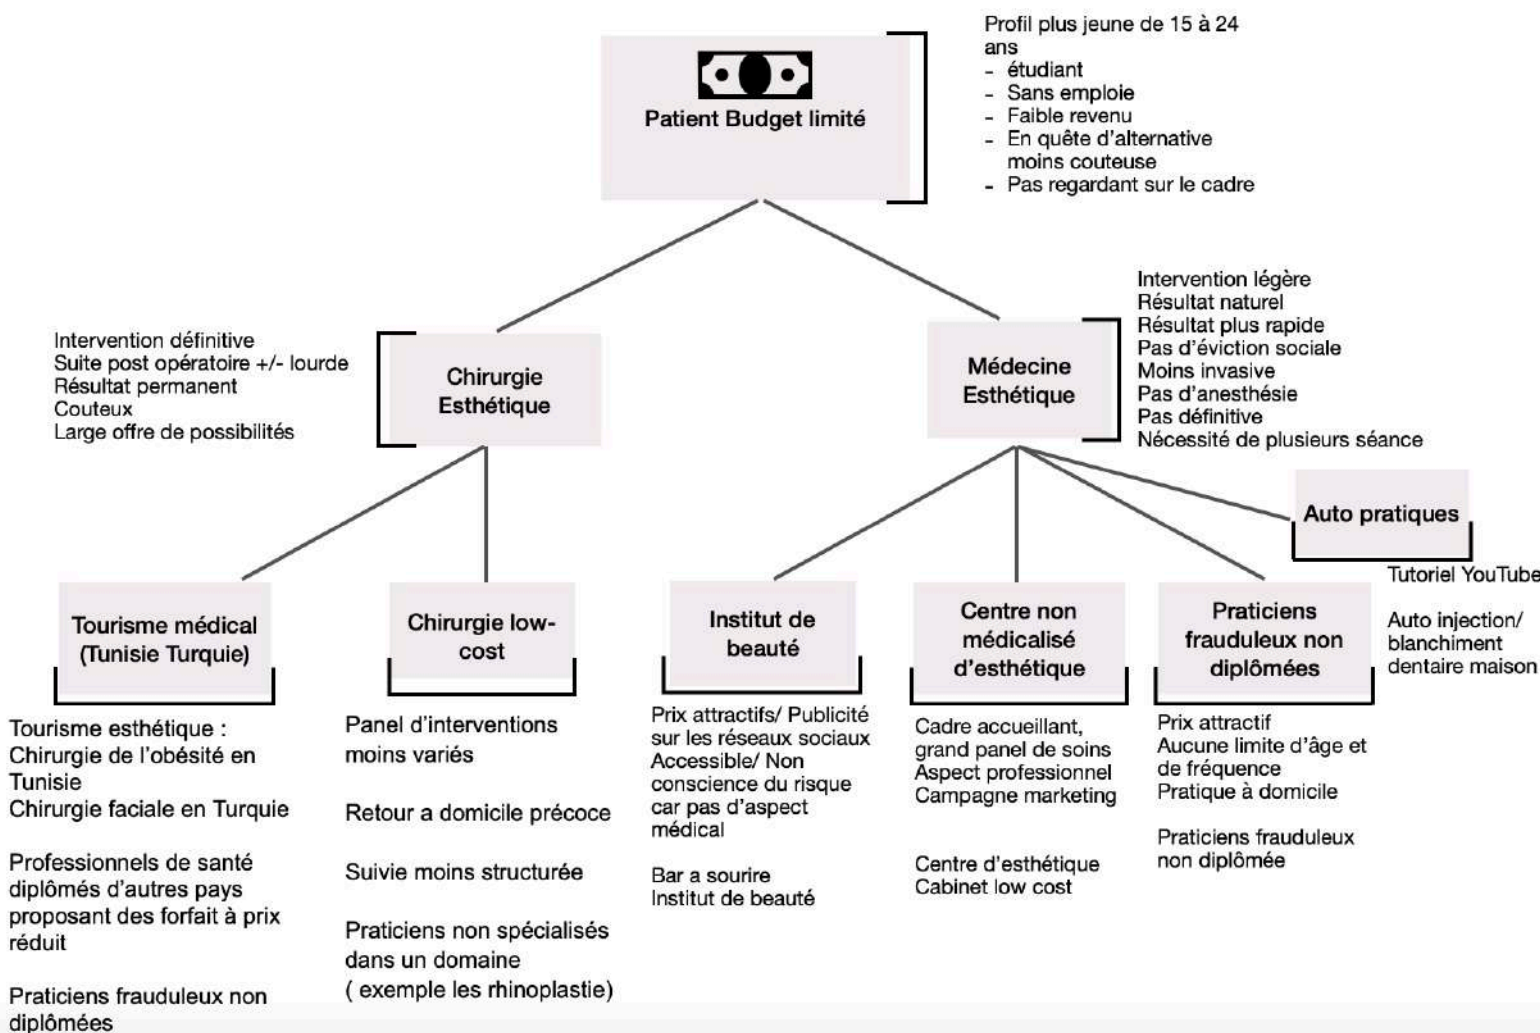 Patient Budget limité
Profil plus jeune de 15 à 24
ans
- étudiant
- Sans emploie
- Faible revenu
- En quête d'alternative
moins couteuse
- Pas regardant sur le cadre
Intervention définitive
Suite post opératoire +/- lourde
Résultat permanent
Couteux
Large offre de possibilités
Chirurgie
Esthétique
Médecine
Esthétique
Intervention légère
Résultat naturel
Résultat plus rapide
Pas d'éviction sociale
Moins invasive
Pas d'anesthésie
Pas définitive
Nécessité de plusieurs séance
Tourisme médical
(Tunisie Turquie)
Tourisme esthétique :
Chirurgie de l'obésité en
Tunisie
Chirurgie faciale en Turquie
Professionnels de santé
diplômés d'autres pays
proposant des forfait à prix
réduit
Praticiens frauduleux non
diplômées
Chirurgie low-
cost
Panel d'interventions
moins variés
Retour a domicile précoce
Suivie moins structurée
Praticiens non spécialisés
dans un domaine
( exemple les rhinoplastie)
Institut de
beauté
Prix attractifs/ Publicité
sur les réseaux sociaux
Accessible/ Non
conscience du risque
car pas d'aspect
médical
Bar a sourire
Institut de beauté
Centre non
médicalisé
d'esthétique
Cadre accueillant,
grand panel de soins
Aspect professionnel
Campagne marketing
Centre d'esthétique
Cabinet low cost
Praticiens
frauduleux non
diplômées
Prix attractif
Aucune limite d'âge et
de fréquence
Pratique à domicile
Praticiens frauduleux
non diplômée
Auto pratiques
Tutoriel YouTube
Auto injection/
blanchiment
dentaire maison